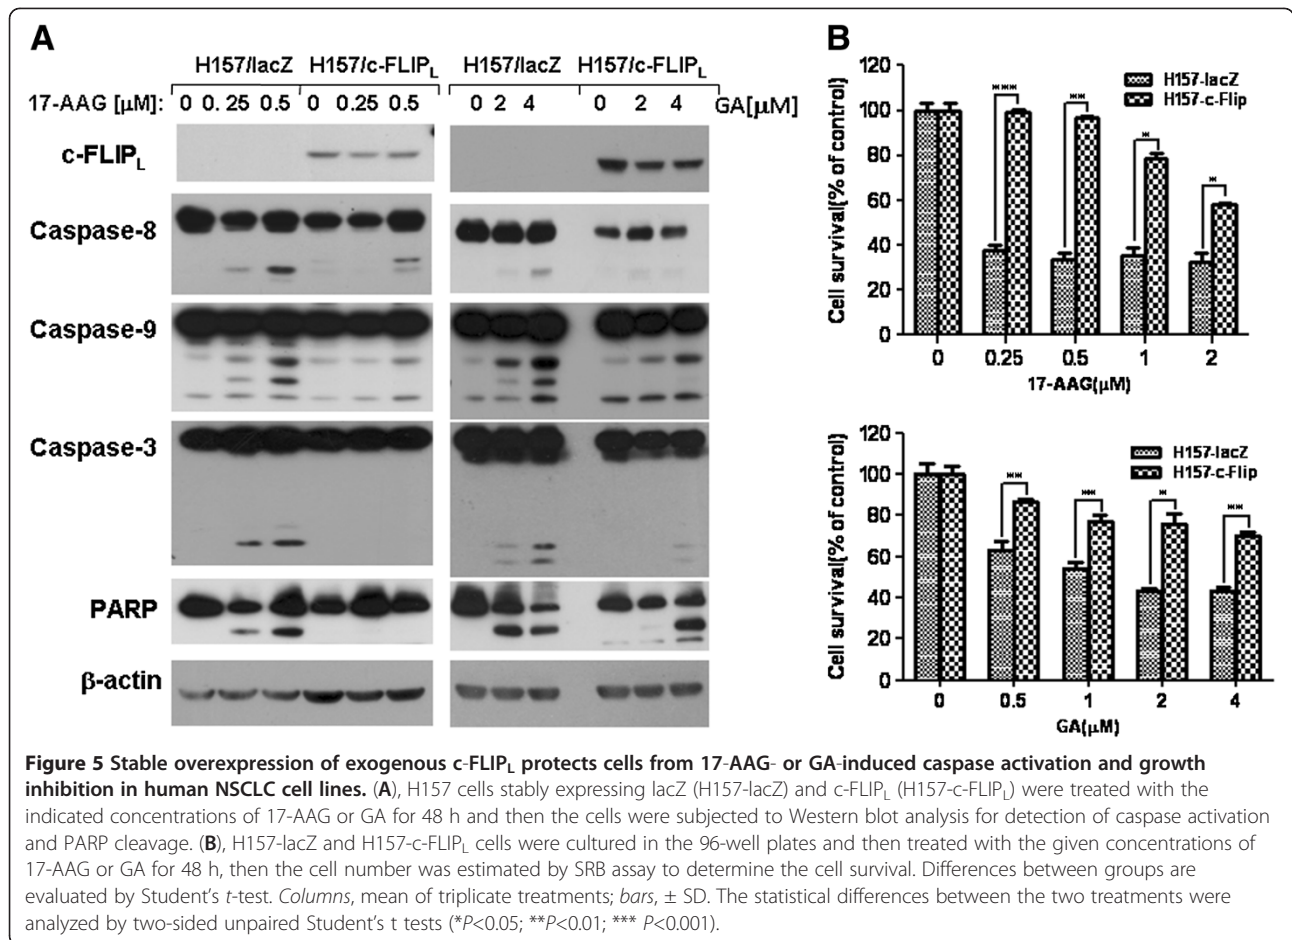 A
H157/lacZ H157/c-FLIPL H157/lacZ H157/c-FLIPL
17-AAG [µM]: 0 0. 25 0.5 0 0.25 0.5 0 2 4 0 2 4 GA[µM]
c-FLIPL
Caspase-8
Caspase-9
Caspase-3
PARP
β-actin
B
H157-lacZ
H157-c-Flip
*** ** * *
Cell survival(% of control)
120
100
80
60
40
20
0
0 0.25 0.5 1 2
17-AAG(µM)
H157-lacZ
H157-c-Flip
** ** * **
Cell survival(% of control)
120
100
80
60
40
20
0
0 0.5 1 2 4
GA(µM)
Figure 5 Stable overexpression of exogenous c-FLIPL protects cells from 17-AAG- or GA-induced caspase activation and growth
inhibition in human NSCLC cell lines. (A), H157 cells stably expressing lacZ (H157-lacZ) and c-FLIPL (H157-c-FLIPL) were treated with the
indicated concentrations of 17-AAG or GA for 48 h and then the cells were subjected to Western blot analysis for detection of caspase activation
and PARP cleavage. (B), H157-lacZ and H157-c-FLIPL cells were cultured in the 96-well plates and then treated with the given concentrations of
17-AAG or GA for 48 h, then the cell number was estimated by SRB assay to determine the cell survival. Differences between groups are
evaluated by Student's t-test. Columns, mean of triplicate treatments; bars, ± SD. The statistical differences between the two treatments were
analyzed by two-sided unpaired Student's t tests (*P<0.05; **P<0.01; *** P<0.001).